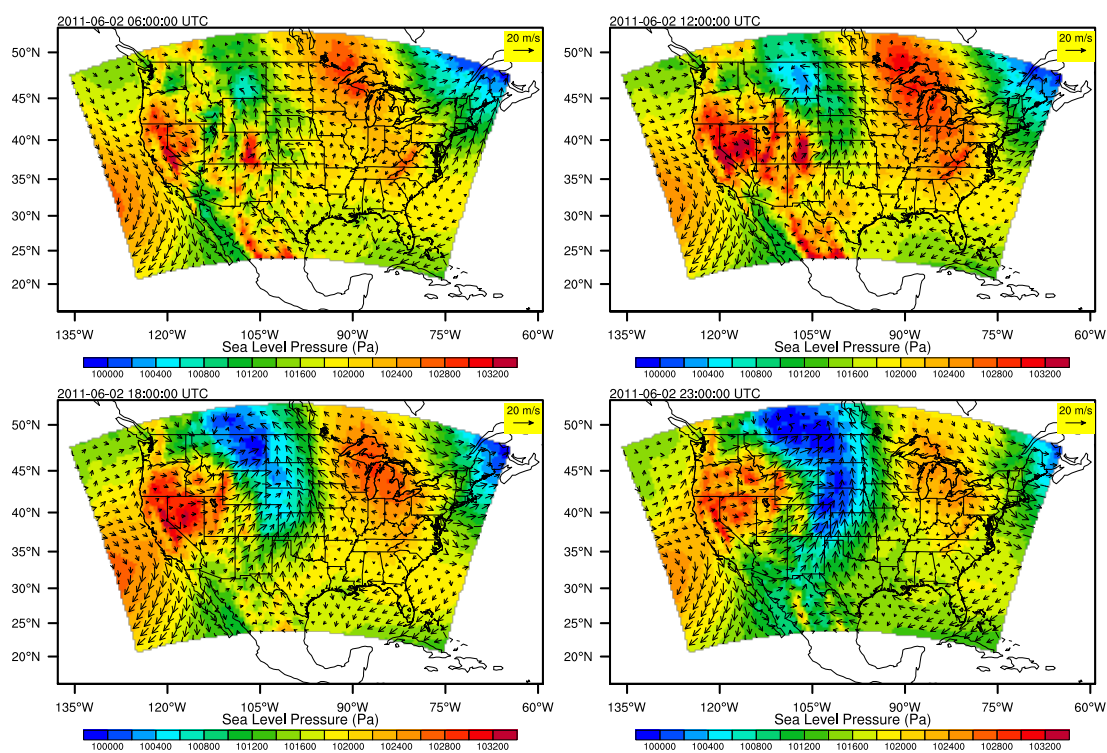 2011-06-02 06:00:00 UTC
20 m/s
50°N
45°N
40°N
35°N
30°N
25°N
20°N
135°W 120°W 105°W 90°W 75°W 60°W
Sea Level Pressure (Pa)
100000 100400 100800 101200 101600 102000 102400 102800 103200
2011-06-02 12:00:00 UTC
20 m/s
50°N
45°N
40°N
35°N
30°N
25°N
20°N
135°W 120°W 105°W 90°W 75°W 60°W
Sea Level Pressure (Pa)
100000 100400 100800 101200 101600 102000 102400 102800 103200
2011-06-02 18:00:00 UTC
20 m/s
50°N
45°N
40°N
35°N
30°N
25°N
20°N
135°W 120°W 105°W 90°W 75°W 60°W
Sea Level Pressure (Pa)
100000 100400 100800 101200 101600 102000 102400 102800 103200
2011-06-02 23:00:00 UTC
20 m/s
50°N
45°N
40°N
35°N
30°N
25°N
20°N
135°W 120°W 105°W 90°W 75°W 60°W
Sea Level Pressure (Pa)
100000 100400 100800 101200 101600 102000 102400 102800 103200